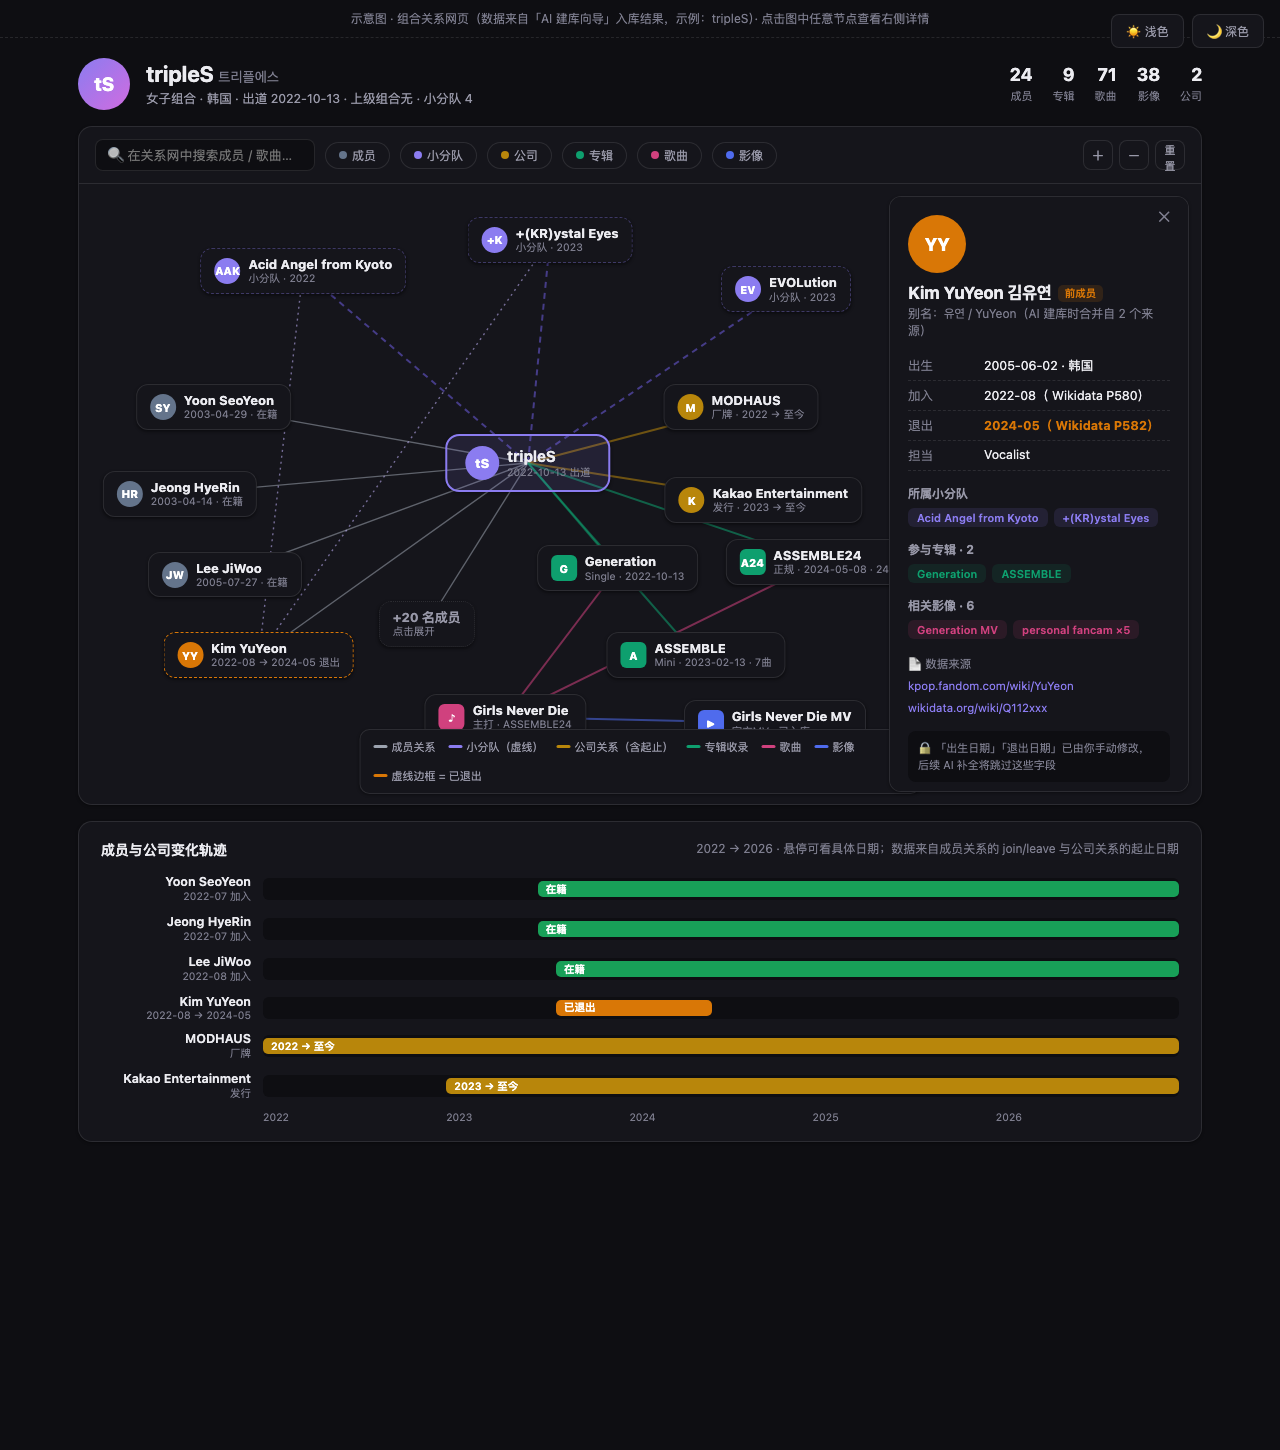 示意图 · 组合关系网页（数据来自「AI 建库向导」入库结果，示例：tripleS）· 点击图中任意节点查看右侧详情
☀️ 浅色
🌙 深色
tS
tripleS 트리플에스
女子组合 · 韩国 · 出道 2022-10-13 · 上级组合无 · 小分队 4
24 成员
9 专辑
71 歌曲
38 影像
2 公司
🔍 在关系网中搜索成员 / 歌曲...
成员
小分队
公司
专辑
歌曲
影像
+
−
重置
AAK
Acid Angel from Kyoto
小分队 · 2022
+K
+(KR)ystal Eyes
小分队 · 2023
EV
EVOLution
小分队 · 2023
SY
Yoon SeoYeon
2003-04-29 · 在籍
M
MODHAUS
厂牌 · 2022 → 至今
tS
tripleS
2022-10-13 出道
HR
Jeong HyeRin
2003-04-14 · 在籍
K
Kakao Entertainment
发行 · 2023 → 至今
JW
Lee JiWoo
2005-07-27 · 在籍
G
Generation
Single · 2022-10-13
A24
ASSEMBLE24
正规 · 2024-05-08 · 24
+20 名成员
点击展开
YY
Kim YuYeon
2022-08 → 2024-05 退出
A
ASSEMBLE
Mini · 2023-02-13 · 7曲
♪
Girls Never Die
主打 · ASSEMBLE24
▶
Girls Never Die MV
成员关系
小分队（虚线）
公司关系（含起止）
专辑收录
歌曲
影像
虚线边框 = 已退出
×
YY
Kim YuYeon 김유연 前成员
别名：유연 / YuYeon（AI 建库时合并自 2 个来
源）
出生 2005-06-02 · 韩国
加入 2022-08（ Wikidata P580）
退出 2024-05（ Wikidata P582）
担当 Vocalist
所属小分队
Acid Angel from Kyoto
+(KR)ystal Eyes
参与专辑 · 2
Generation
ASSEMBLE
相关影像 · 6
Generation MV
personal fancam ×5
📄 数据来源
kpop.fandom.com/wiki/YuYeon
wikidata.org/wiki/Q112xxx
🔒 「出生日期」「退出日期」已由你手动修改，
后续 AI 补全将跳过这些字段
成员与公司变化轨迹
2022 → 2026 · 悬停可看具体日期；数据来自成员关系的 join/leave 与公司关系的起止日期
Yoon SeoYeon
2022-07 加入
在籍
Jeong HyeRin
2022-07 加入
在籍
Lee JiWoo
2022-08 加入
在籍
Kim YuYeon
2022-08 → 2024-05
已退出
MODHAUS
厂牌
2022 → 至今
Kakao Entertainment
发行
2023 → 至今
2022
2023
2024
2025
2026